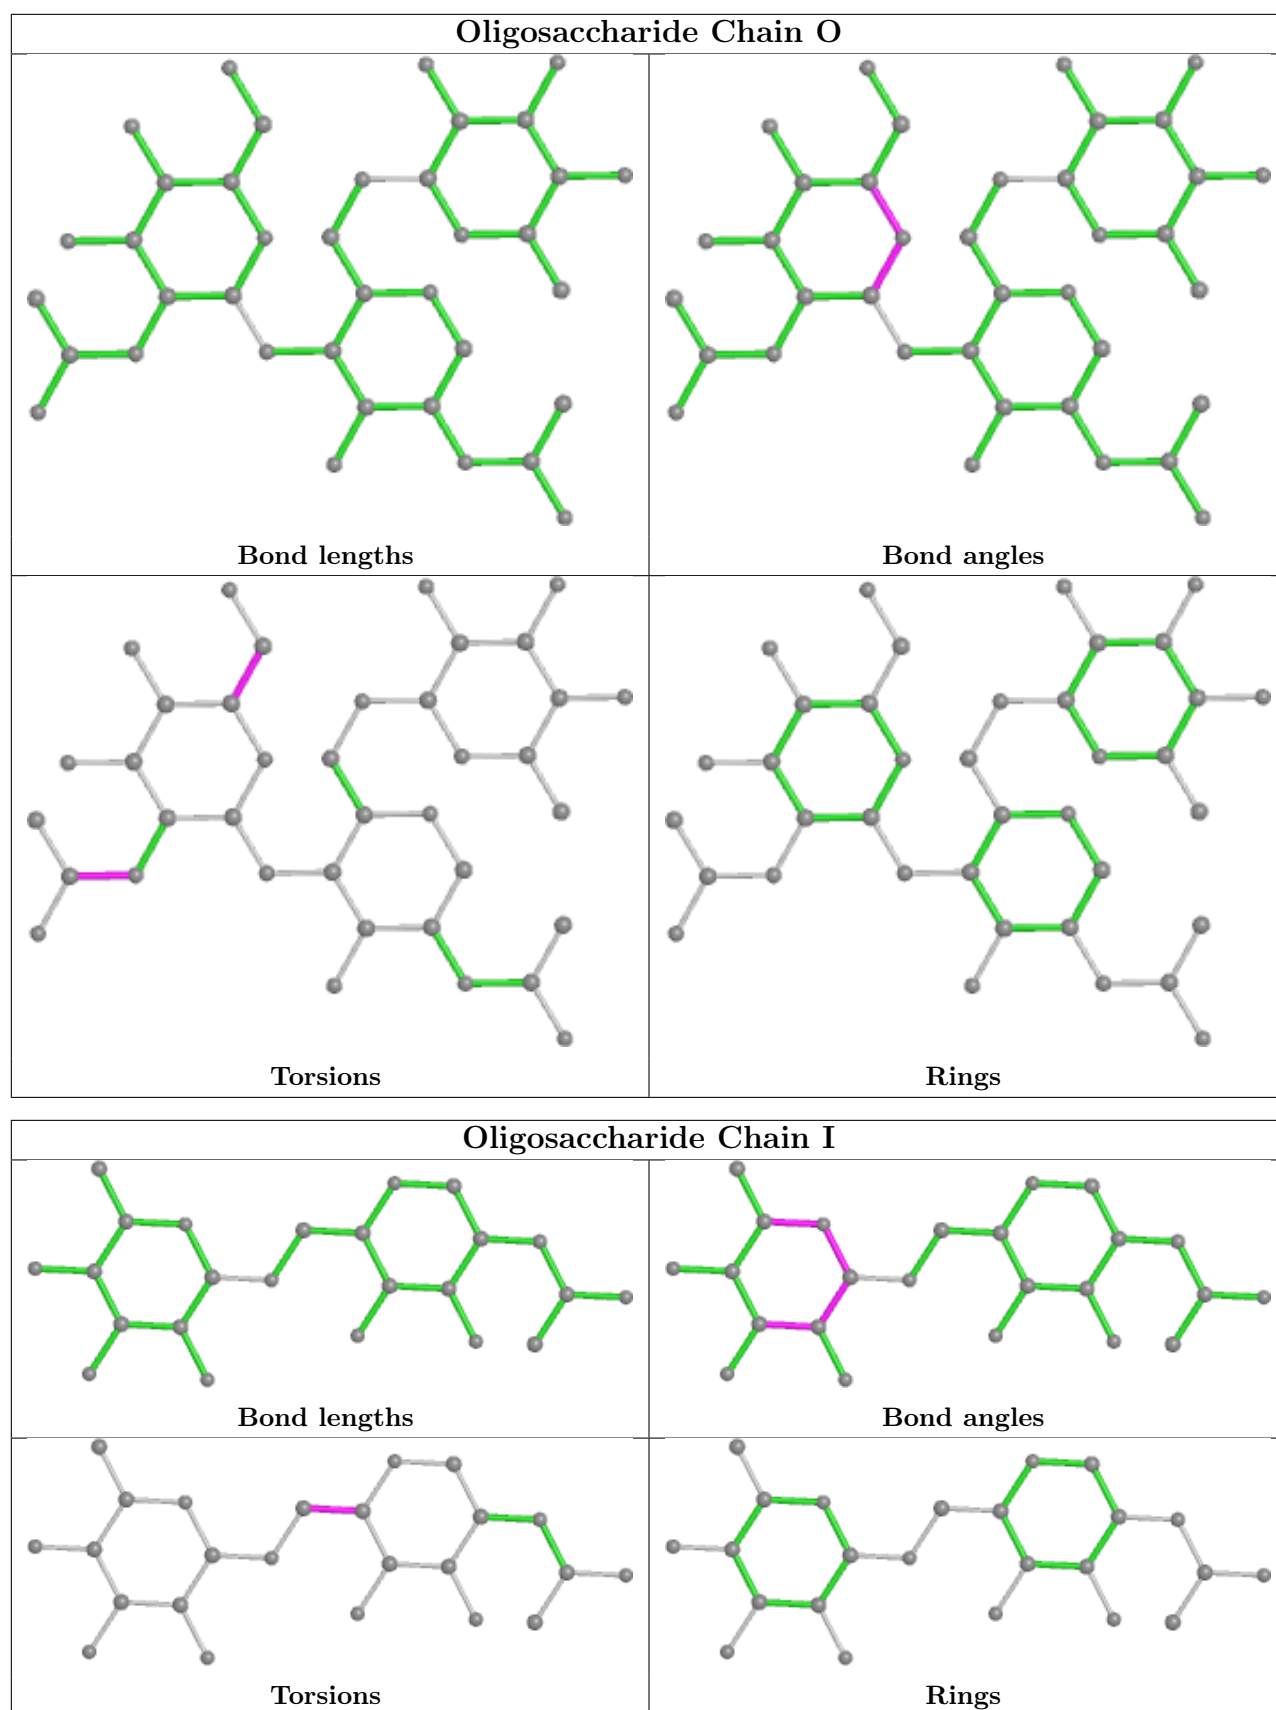 Oligosaccharide Chain O
Bond lengths
Bond angles
Torsions
Rings
Oligosaccharide Chain I
Bond lengths
Bond angles
Torsions
Rings